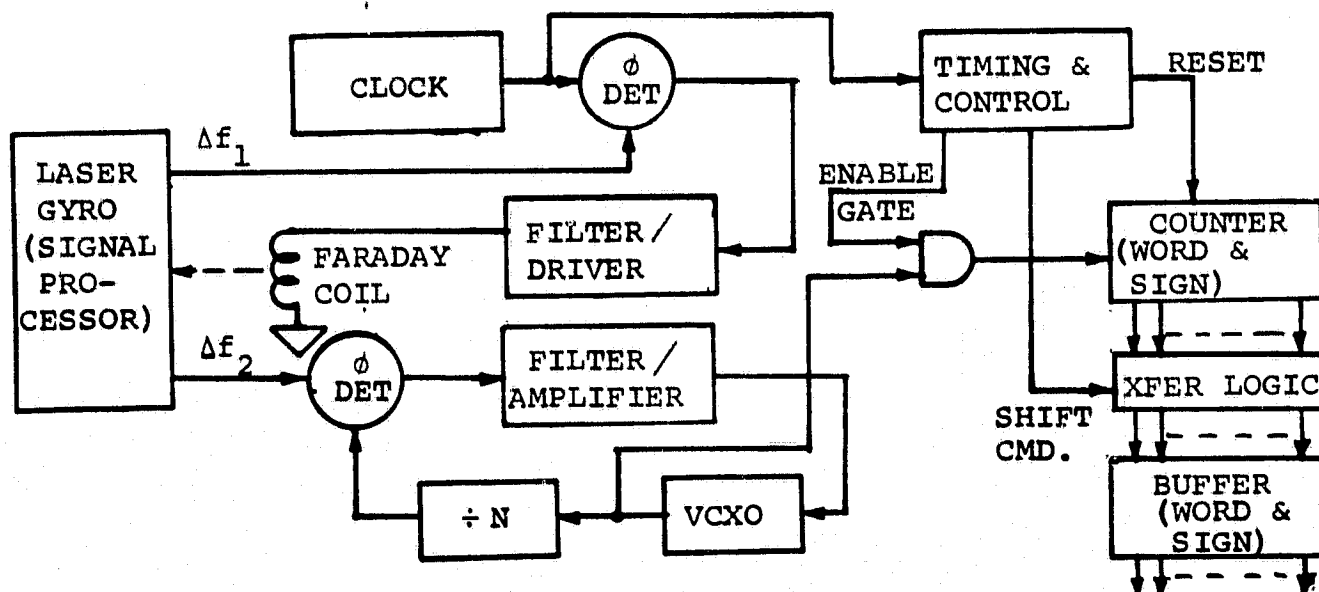 CLOCK
ø
DET
TIMING &
CONTROL
RESET
LASER
GYRO
(SIGNAL
PRO-
CESSOR)
Δf1
ENABLE
GATE
FILTER/
DRIVER
FARADAY
COIL
COUNTER
(WORD &
SIGN)
Δf2
ø
DET
FILTER/
AMPLIFIER
XFER LOGIC
SHIFT
CMD.
÷ N
VCXO
BUFFER
(WORD &
SIGN)